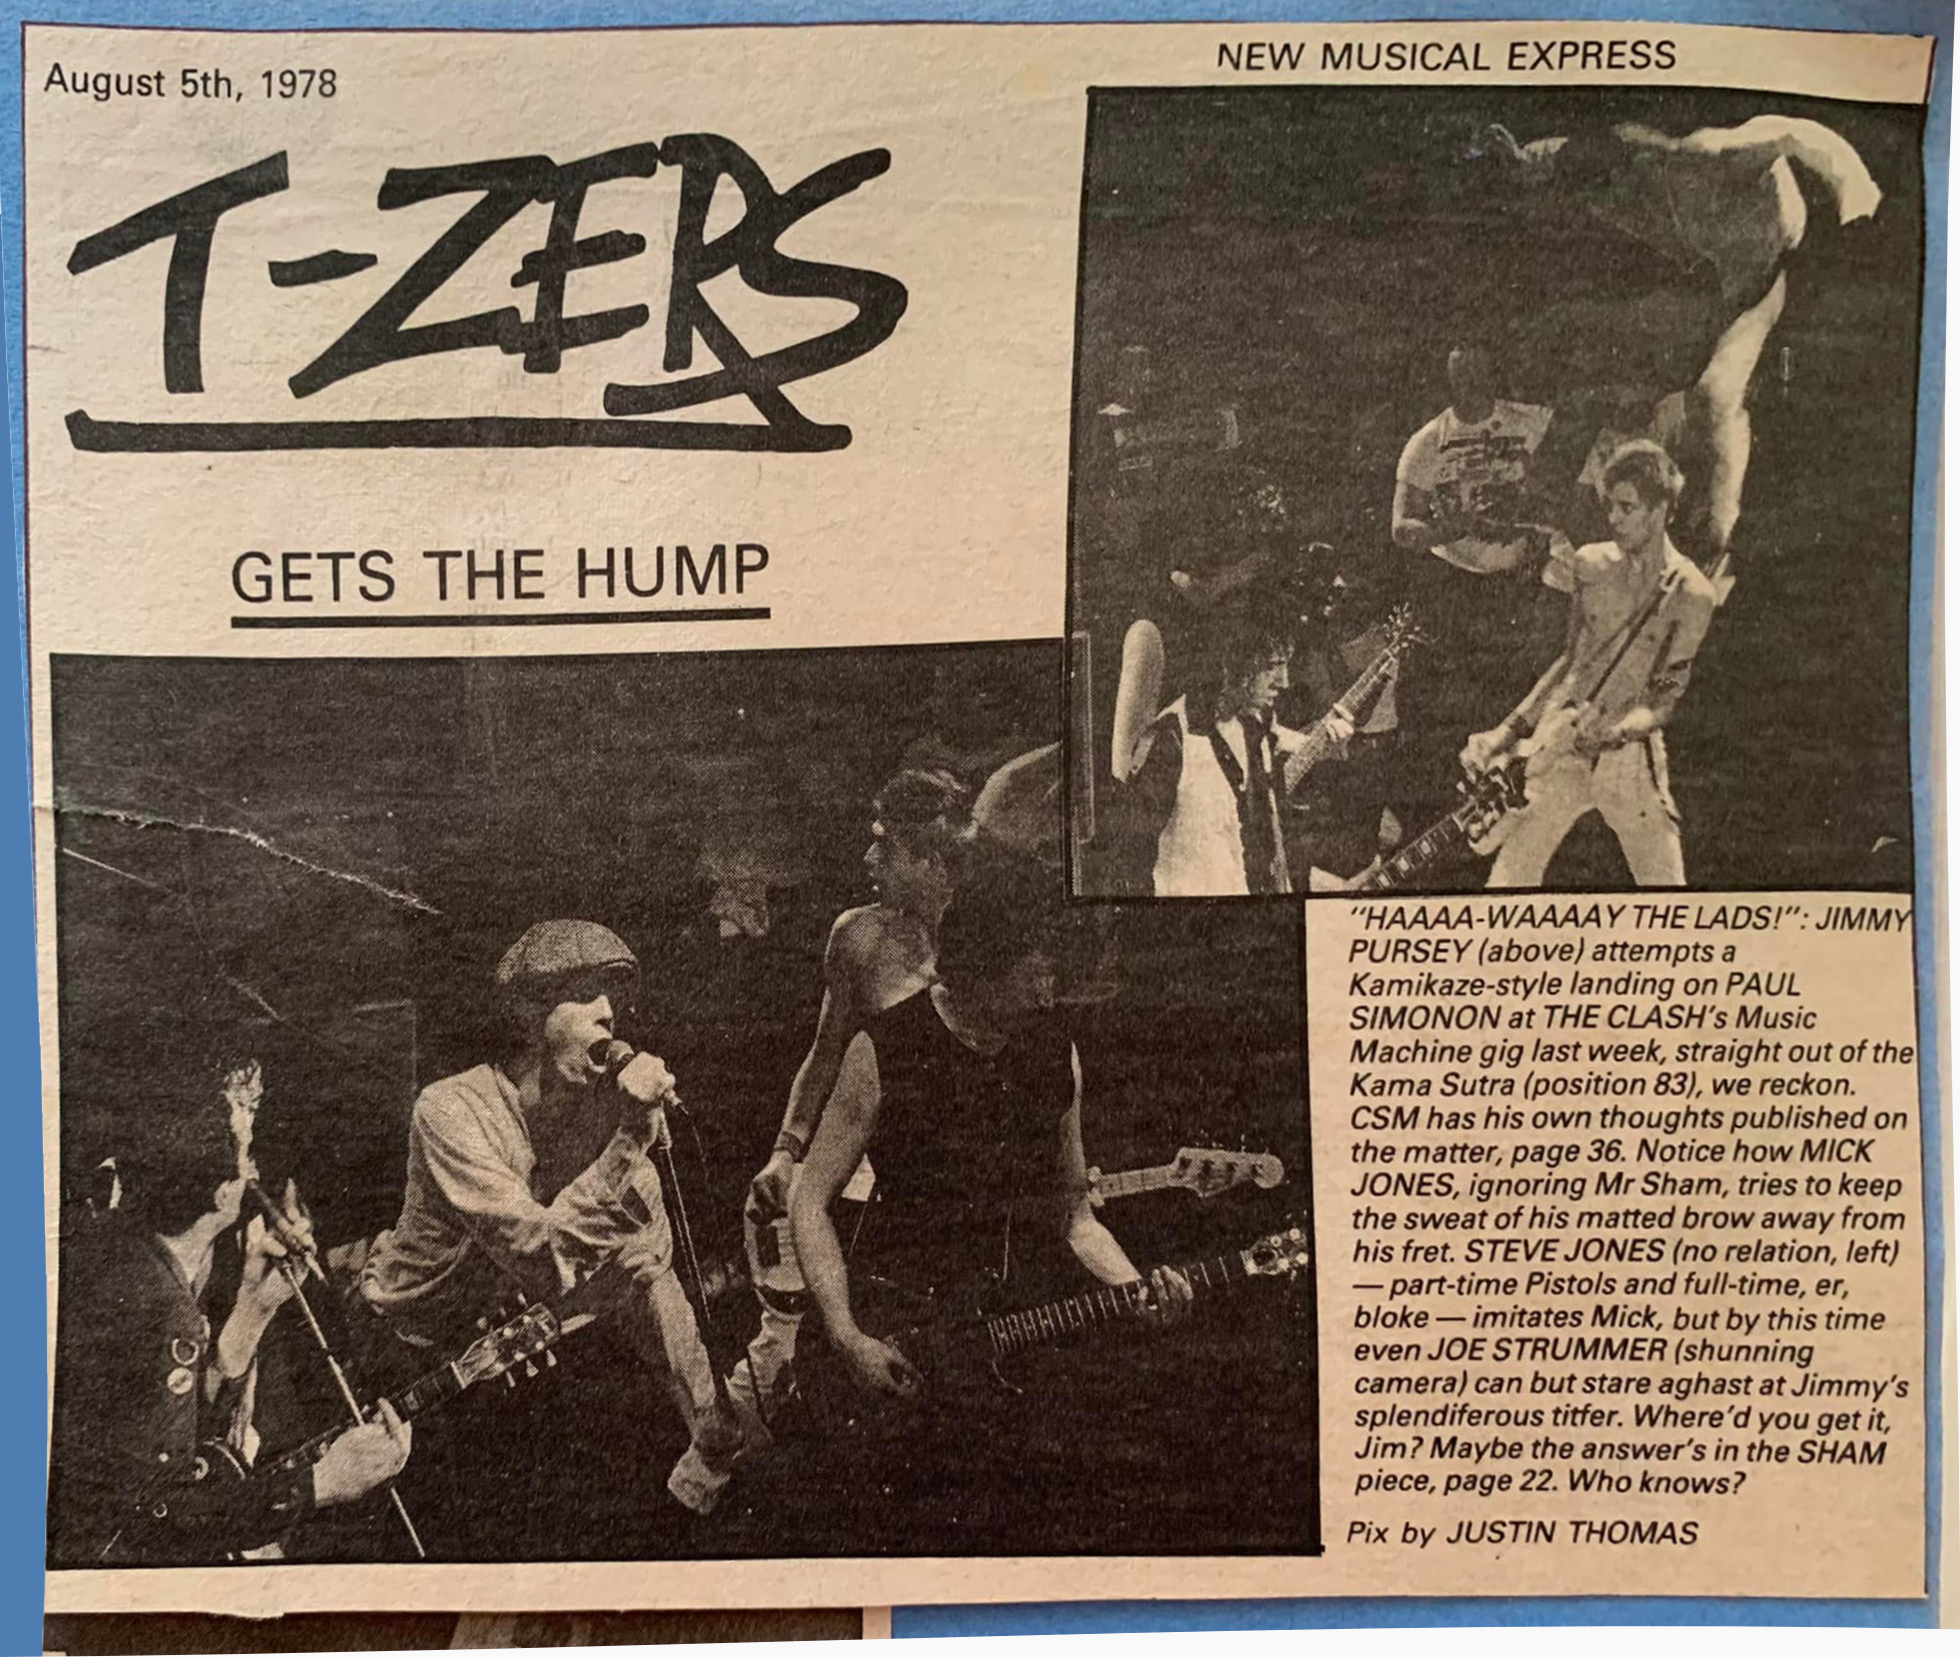 August 5th, 1978
NEW MUSICAL EXPRESS
T-ZERS
GETS THE HUMP
"HAAAA-WAAAAY THE LADS!": JIMMY
PURSEY (above) attempts a
Kamikaze-style landing on PAUL
SIMONON at THE CLASH's Music
Machine gig last week, straight out of the
Kama Sutra (position 83), we reckon.
CSM has his own thoughts published on
the matter, page 36. Notice how MICK
JONES, ignoring Mr Sham, tries to keep
the sweat of his matted brow away from
his fret. STEVE JONES (no relation, left)
— part-time Pistols and full-time, er,
bloke — imitates Mick, but by this time
even JOE STRUMMER (shunning
camera) can but stare aghast at Jimmy's
splendiferous titfer. Where'd you get it,
Jim? Maybe the answer's in the SHAM
piece, page 22. Who knows?
Pix by JUSTIN THOMAS